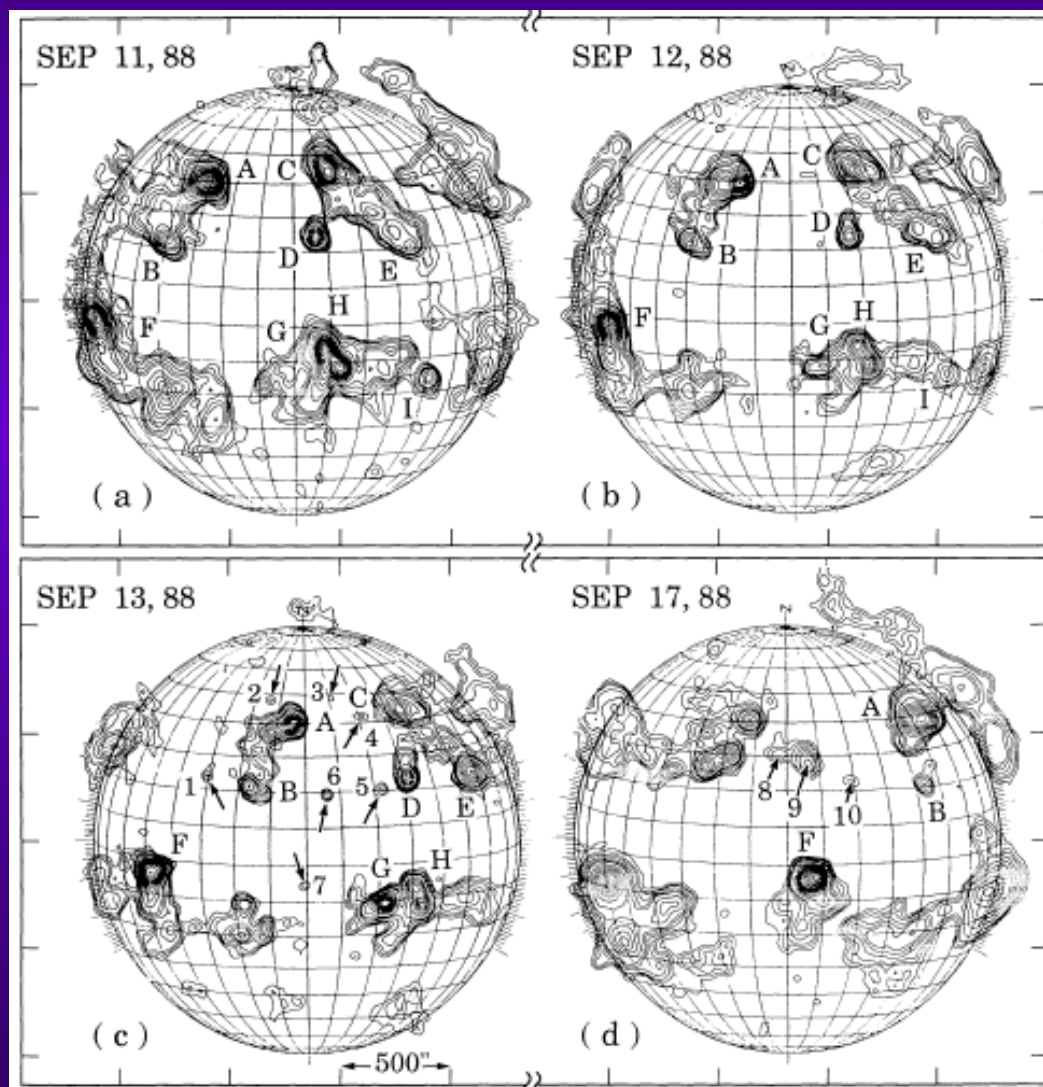 SEP 11, 88
N
A
C
B
D
E
H
F
G
I
( a )
SEP 12, 88
N
A
C
D
B
E
H
F
G
I
( b )
SEP 13, 88
N
2
3
A
C
4
1
B
6
5
D
E
F
G
H
7
( c )
500"
SEP 17, 88
N
A
8
9
10
B
F
( d )